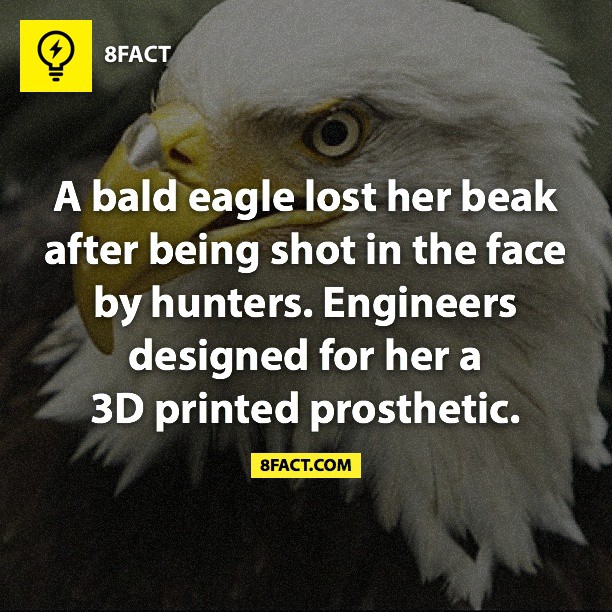 8FACT
A bald eagle lost her beak
after being shot in the face
by hunters. Engineers
designed for her a
3D printed prosthetic.
8FACT.COM